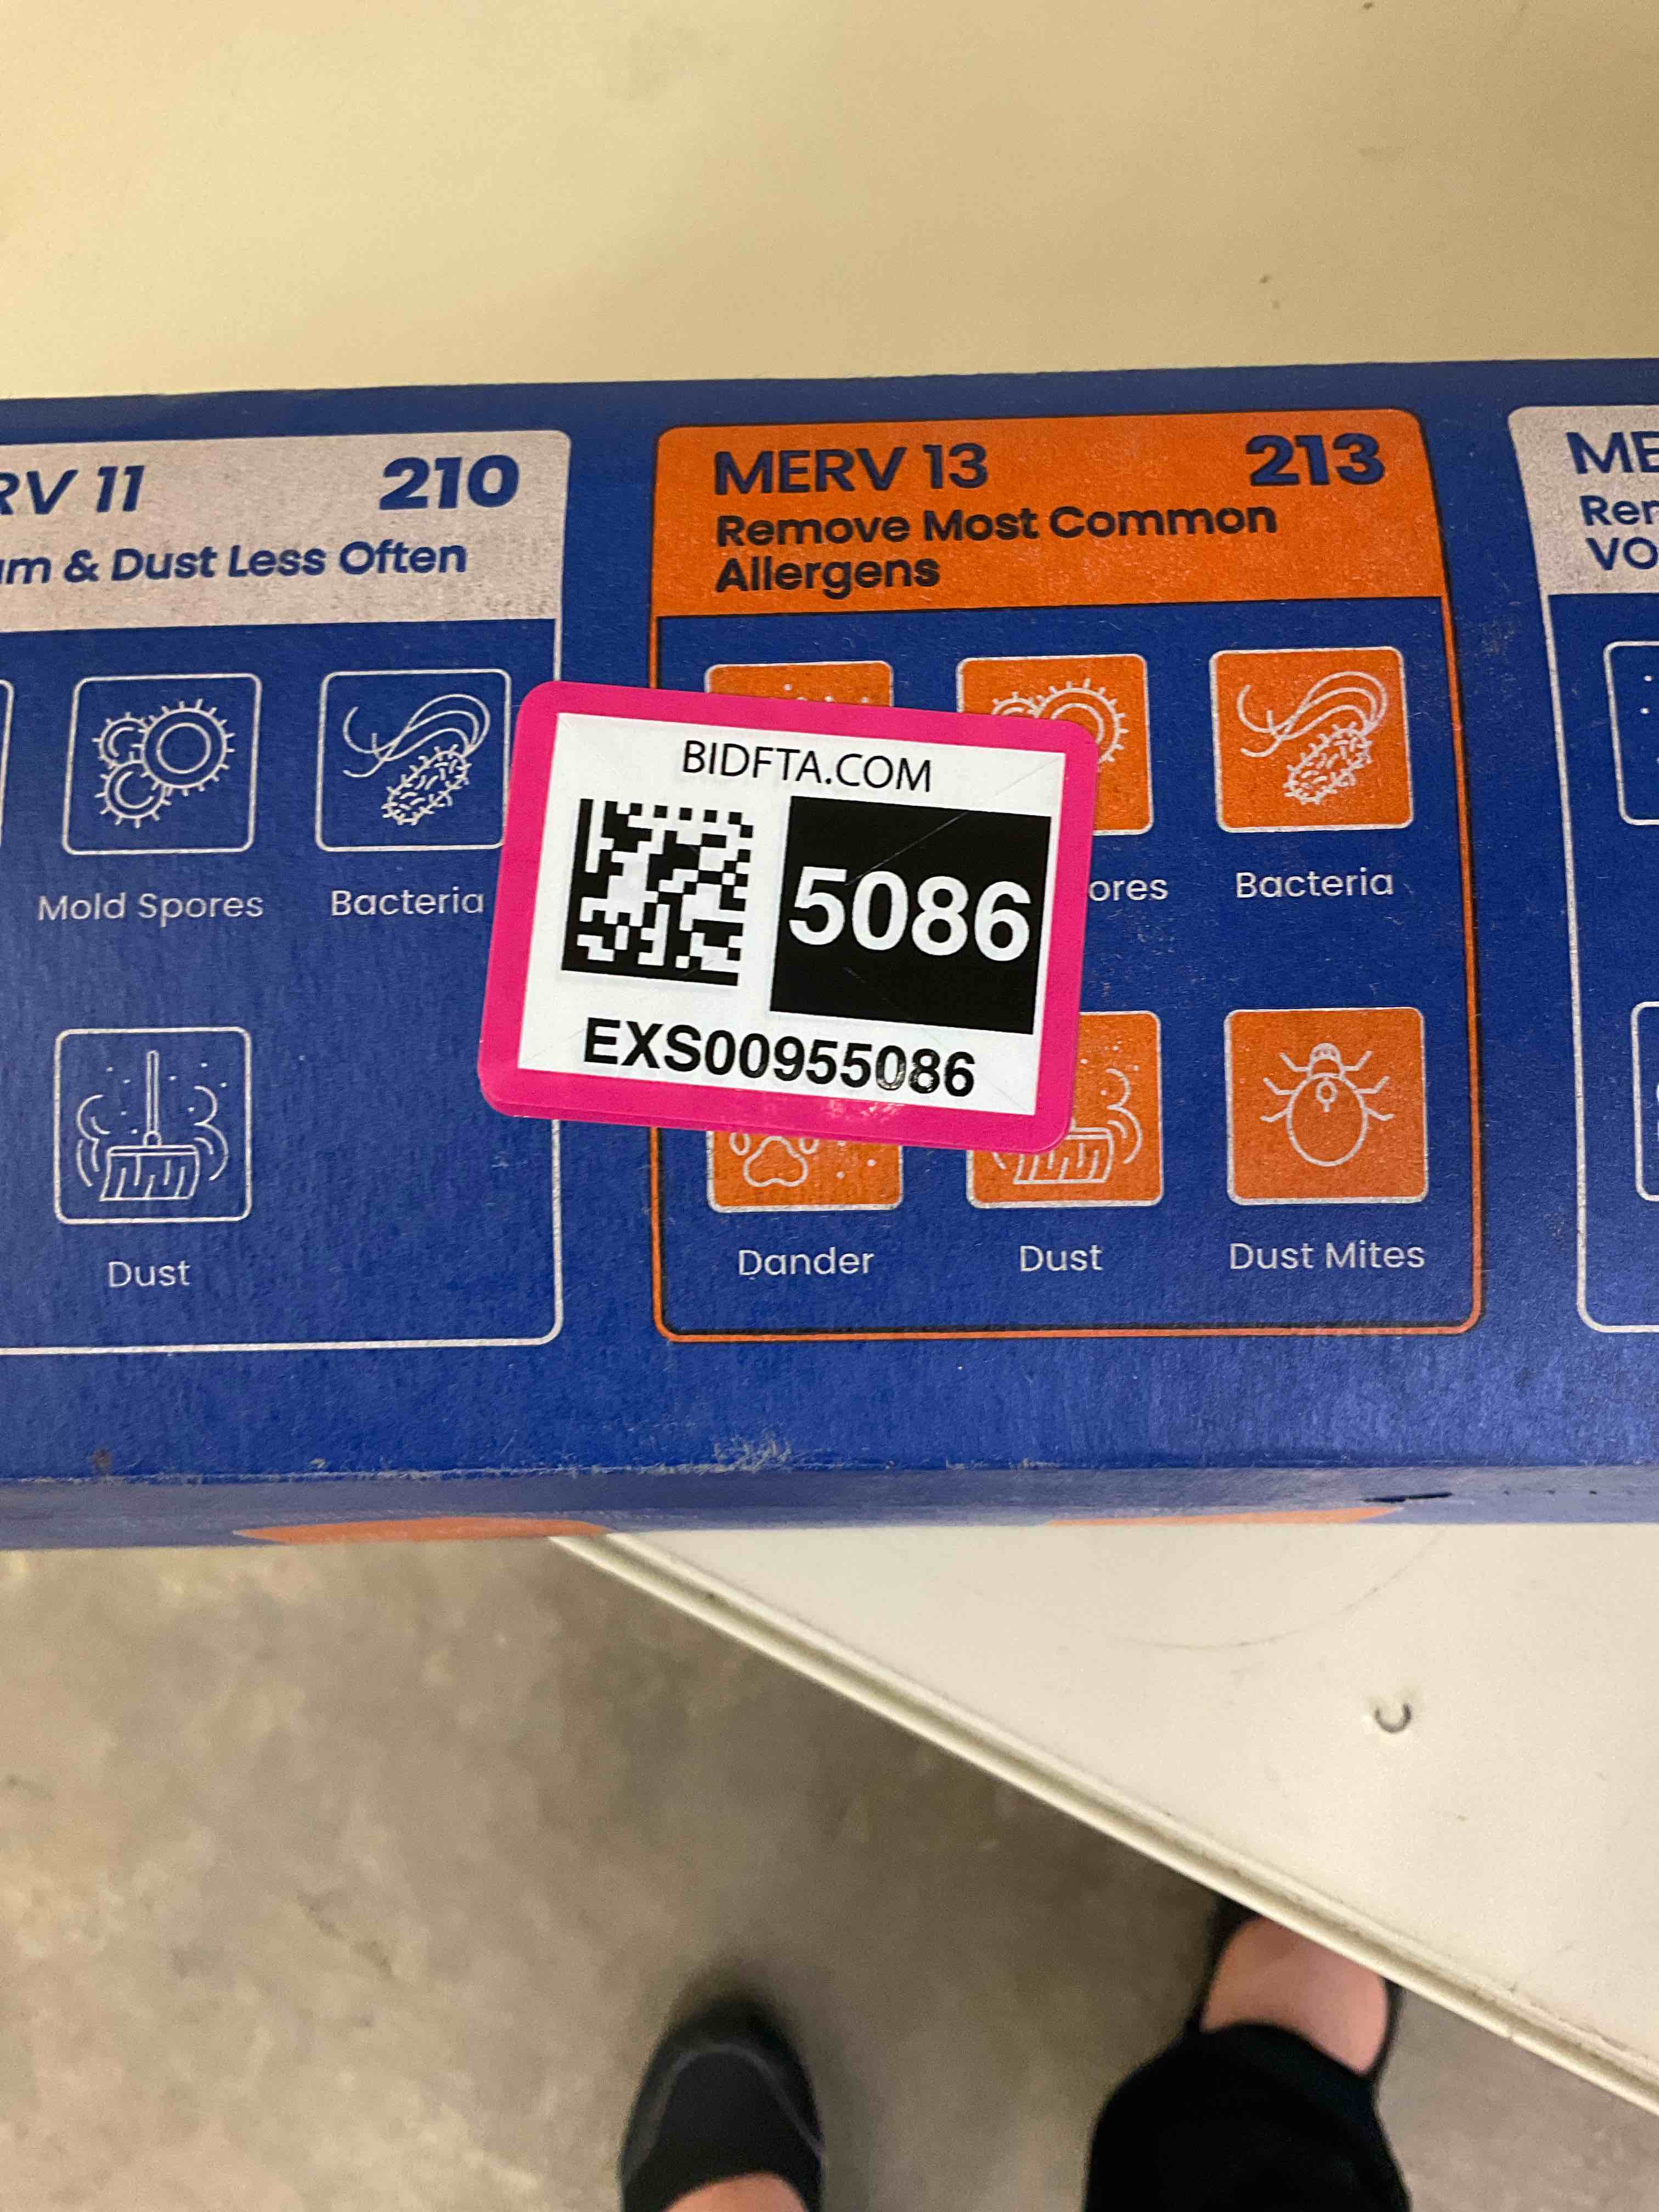 RV 11 210
um & Dust Less Often
Mold Spores Bacteria
Dust
MERV 13 213
Remove Most Common
Allergens
ores Bacteria
Dander Dust Dust Mites
BIDFTA.COM
5086
EXS00955086
ME
Rer
VO